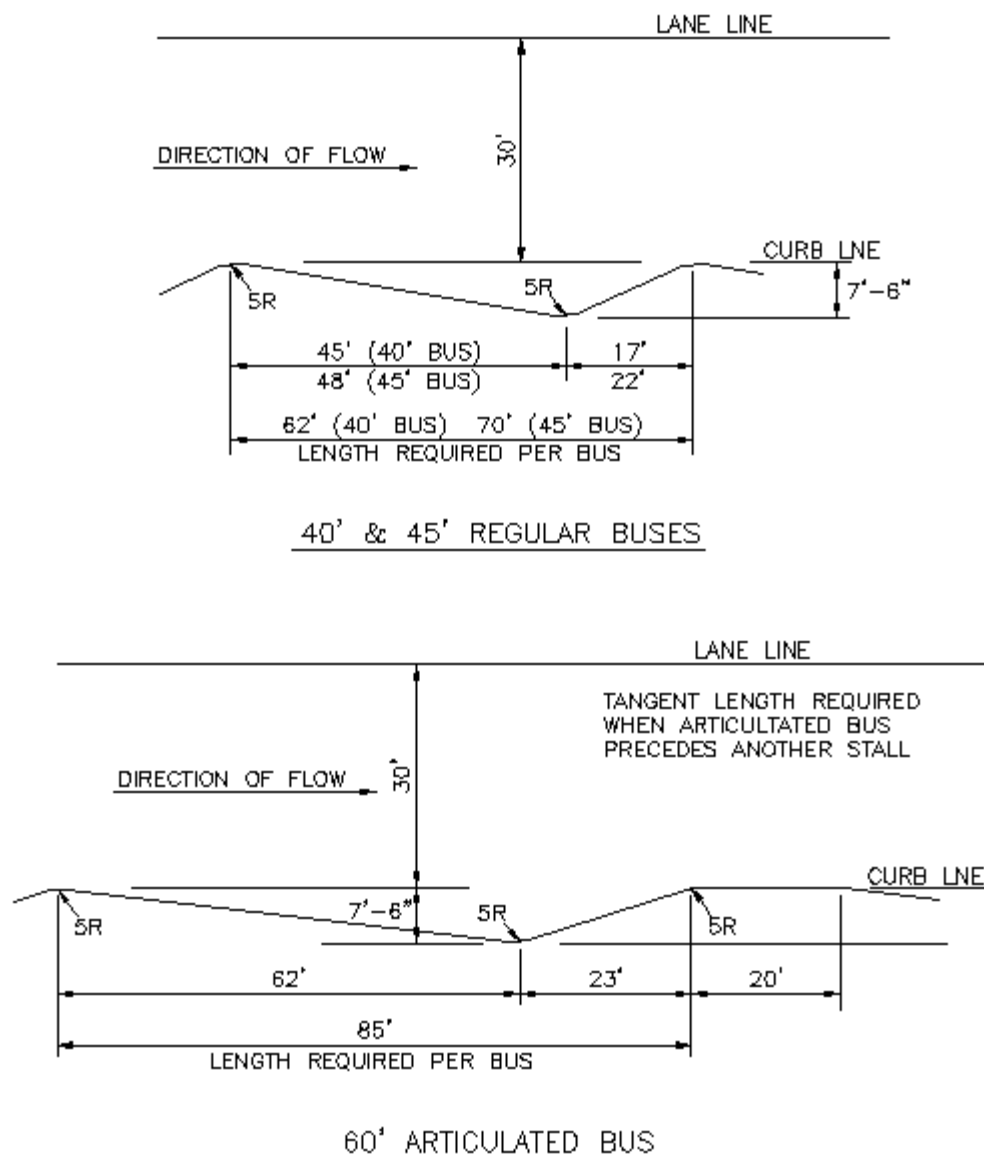 LANE LINE
30'
DIRECTION OF FLOW
CURB LNE
5R
5R
7'-6"
45' (40' BUS)
17'
48' (45' BUS)
22'
62' (40' BUS) 70' (45' BUS)
LENGTH REQUIRED PER BUS
40' & 45' REGULAR BUSES
LANE LINE
TANGENT LENGTH REQUIRED
WHEN ARTICULTATED BUS
PRECEDES ANOTHER STALL
30'
DIRECTION OF FLOW
CURB LNE
7'-6"
5R
5R
5R
62'
23'
20'
85'
LENGTH REQUIRED PER BUS
60' ARTICULATED BUS